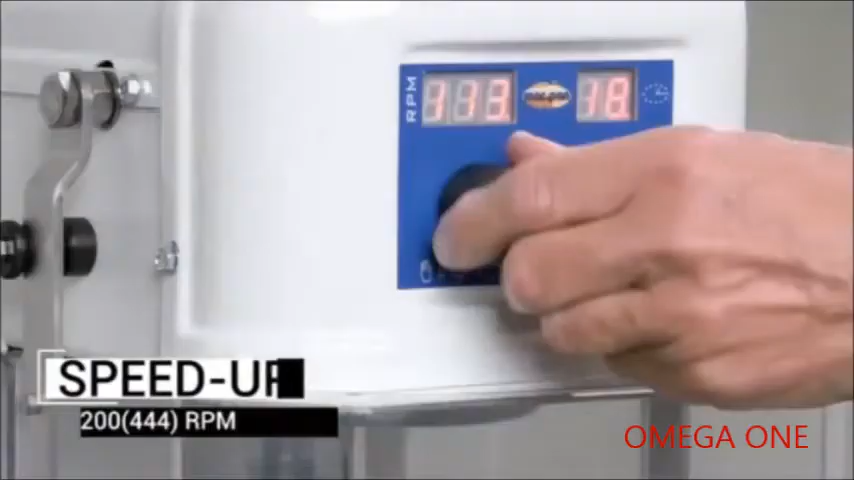 RPM
113.
18.
SPEED-UP
200(444) RPM
OMEGA ONE